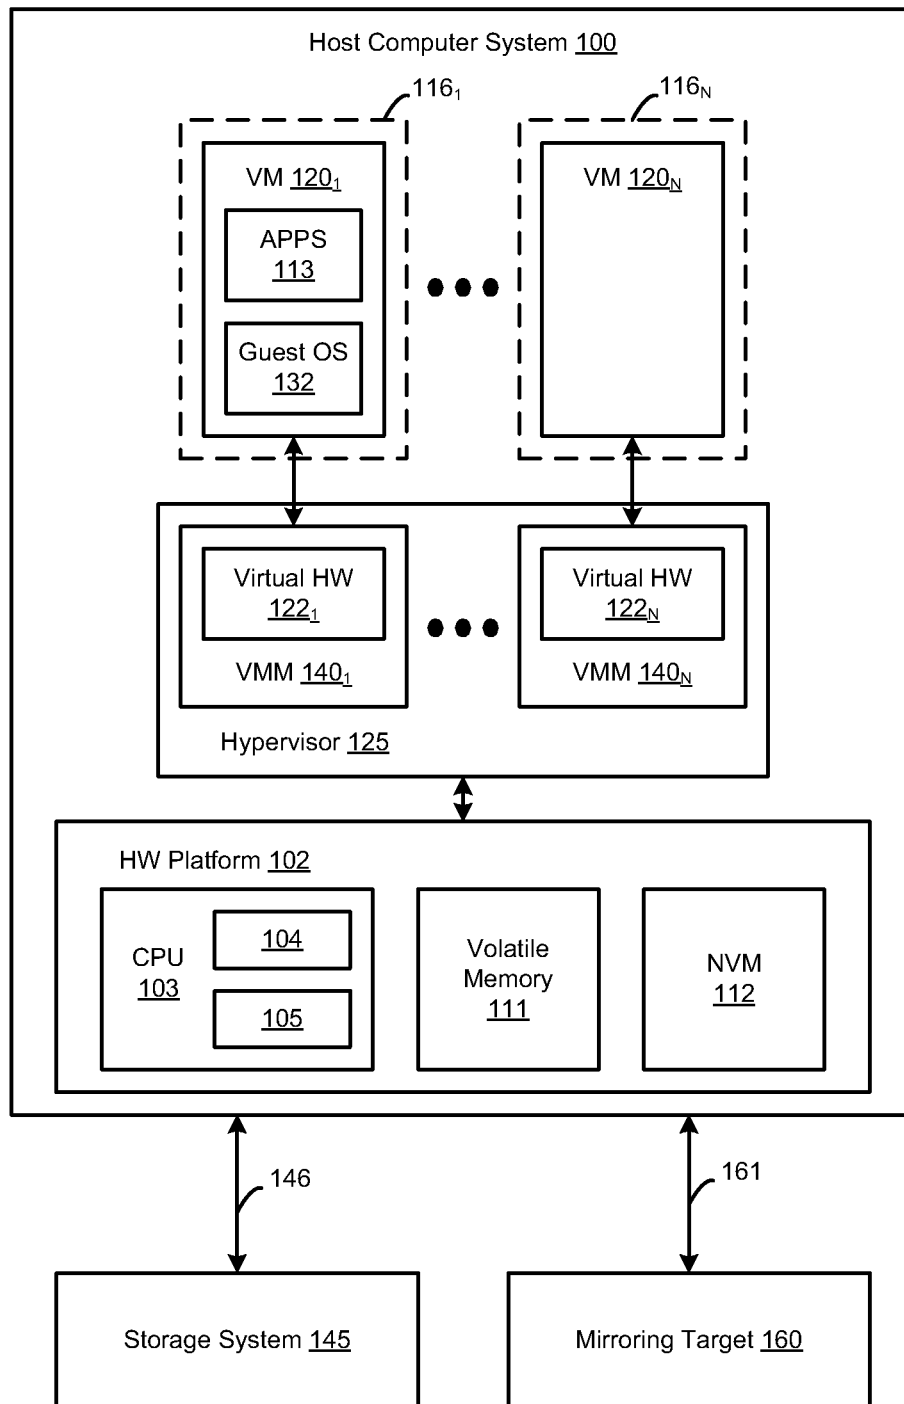 Host Computer System 100
116₁ 116N
VM 120₁ VM 120N
APPS
113
Guest OS
132
Virtual HW Virtual HW
122₁ 122N
VMM 140₁ VMM 140N
Hypervisor 125
HW Platform 102
CPU
103
104
105
Volatile
Memory
111
NVM
112
146 161
Storage System 145 Mirroring Target 160